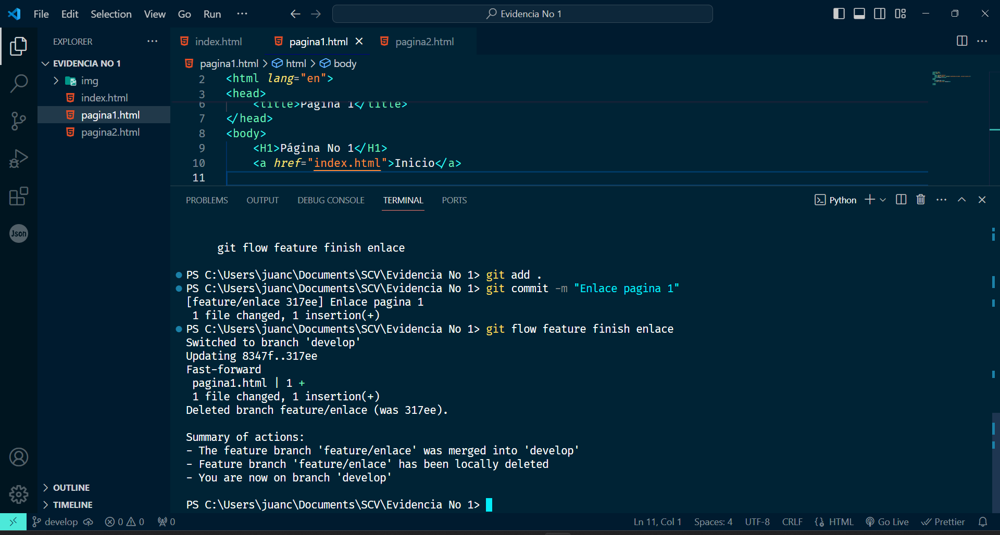 File Edit Selection View Go Run ···
Evidencia No 1
EXPLORER
EVIDENCIA NO 1
img
index.html
pagina1.html
pagina2.html
OUTLINE
TIMELINE
Json
index.html pagina1.html pagina2.html
pagina1.html > html > body
2 <html lang="en">
3 <head>
6 <title>Pagina 1</title>
7 </head>
8 <body>
9 <H1>Página No 1</H1>
10 <a href="index.html">Inicio</a>
11
PROBLEMS OUTPUT DEBUG CONSOLE TERMINAL PORTS
Python
git flow feature finish enlace
PS C:\Users\juanc\Documents\SCV\Evidencia No 1> git add .
PS C:\Users\juanc\Documents\SCV\Evidencia No 1> git commit -m "Enlace pagina 1"
[feature/enlace 317ee] Enlace pagina 1
1 file changed, 1 insertion(+)
PS C:\Users\juanc\Documents\SCV\Evidencia No 1> git flow feature finish enlace
Switched to branch 'develop'
Updating 8347f..317ee
Fast-forward
pagina1.html | 1 +
1 file changed, 1 insertion(+)
Deleted branch feature/enlace (was 317ee).
Summary of actions:
- The feature branch 'feature/enlace' was merged into 'develop'
- Feature branch 'feature/enlace' has been locally deleted
- You are now on branch 'develop'
PS C:\Users\juanc\Documents\SCV\Evidencia No 1>
develop 0 0 0 Ln 11, Col 1 Spaces: 4 UTF-8 CRLF HTML Go Live Prettier